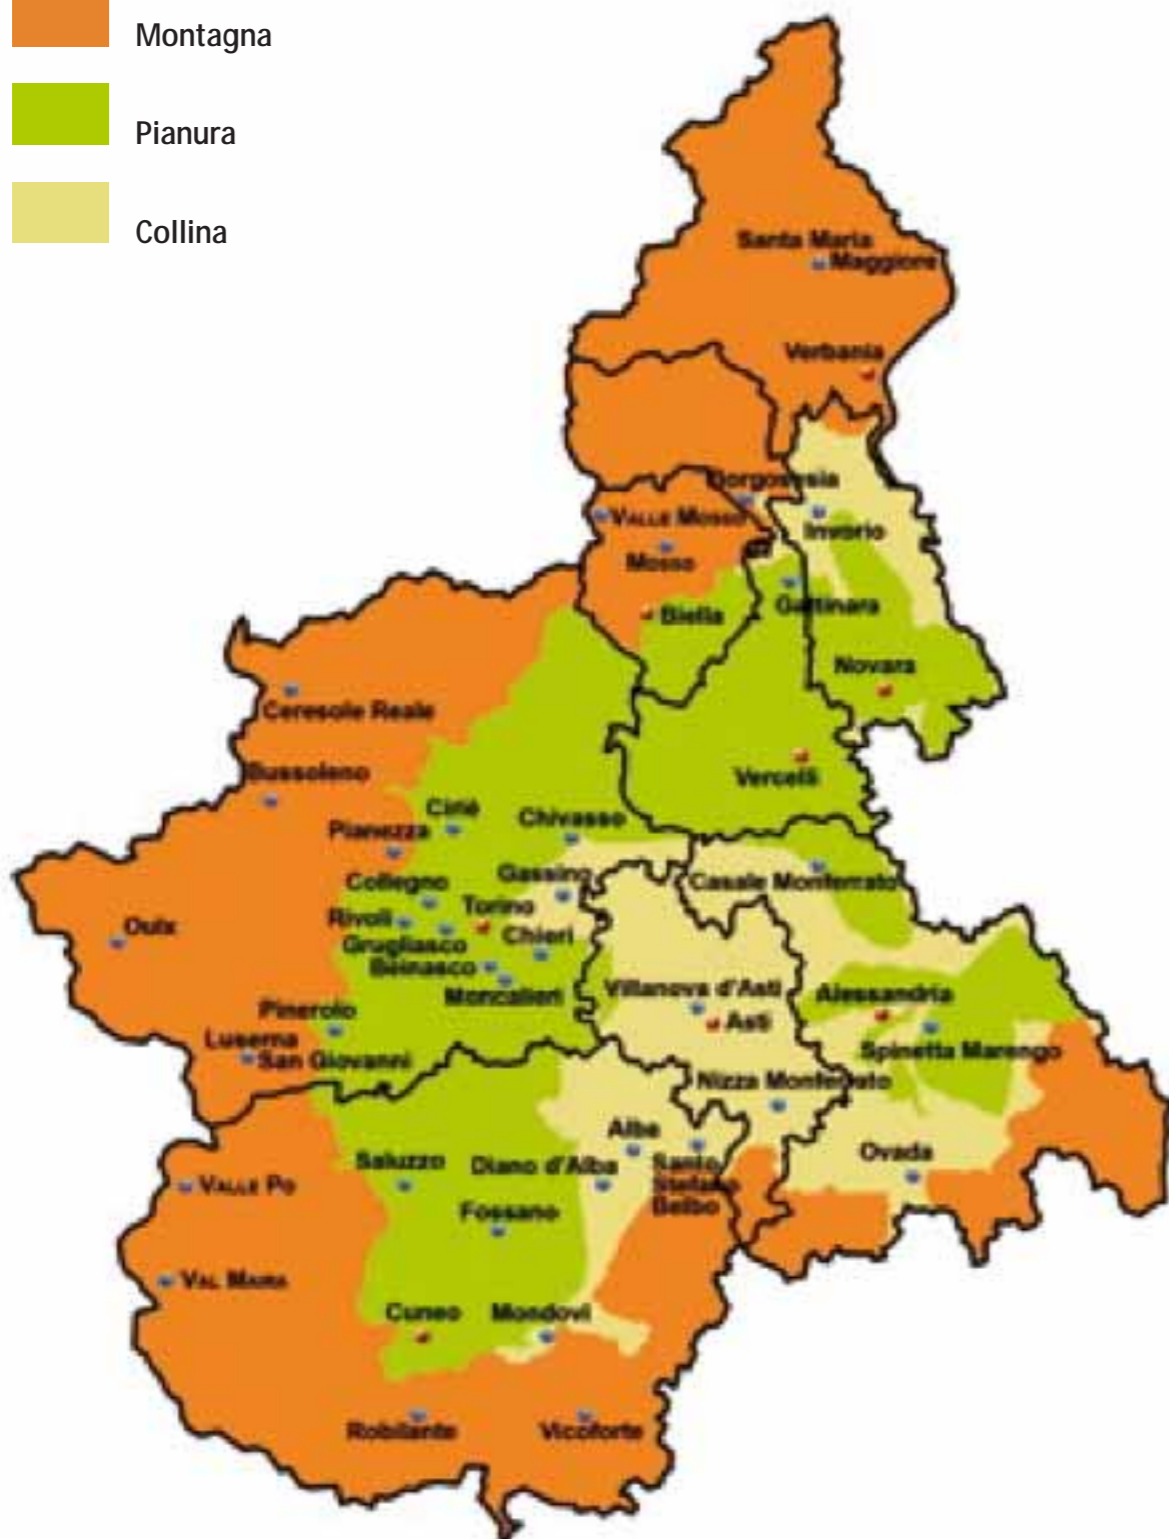 Montagna
Pianura
Collina
Santa Maria
Maggiore
Verbania
Borgosesia
VALLE MOSSO
Invorio
Mosso
Gattinara
Biella
Novara
Ceresole Reale
Bussoleno
Vercelli
Ciriè
Chivasso
Pianezza
Gassino
Casale Monferrato
Collegno
Torino
Rivoli
Chieri
Oulx
Grugliasco
Beinasco
Moncalieri
Villanova d'Asti
Alessandria
Pinerolo
Asti
Luserna
San Giovanni
Spinetta Marengo
Nizza Monferrato
Alba
Ovada
Saluzzo
Diano d'Alba
Santo
Stefano
Belbo
VALLE PO
Fossano
VAL MAIRA
Cuneo
Mondovì
Robilante
Vicoforte